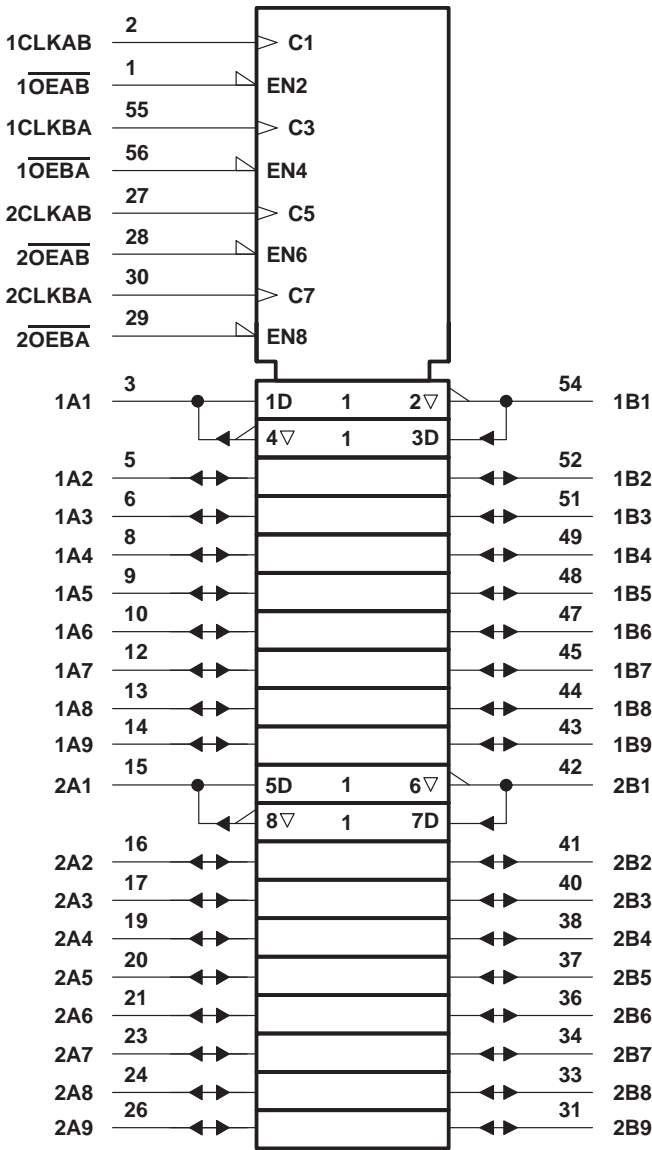 1CLKAB 2 C1
1OEAB 1 EN2
1CLKBA 55 C3
1OEBA 56 EN4
2CLKAB 27 C5
2OEAB 28 EN6
2CLKBA 30 C7
2OEBA 29 EN8
1A1 3 1D 1 2▽ 54 1B1
4▽ 1 3D
1A2 5 52 1B2
1A3 6 51 1B3
1A4 8 49 1B4
1A5 9 48 1B5
1A6 10 47 1B6
1A7 12 45 1B7
1A8 13 44 1B8
1A9 14 43 1B9
2A1 15 5D 1 6▽ 42 2B1
8▽ 1 7D
2A2 16 41 2B2
2A3 17 40 2B3
2A4 19 38 2B4
2A5 20 37 2B5
2A6 21 36 2B6
2A7 23 34 2B7
2A8 24 33 2B8
2A9 26 31 2B9